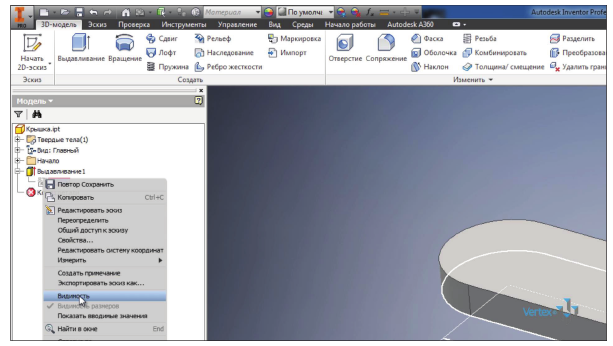 Материал
По умолчан
Autodesk Inventor Profe
PRO
3D-модель Эскиз Проверка Инструменты Управление Вид Среды Начало работы Autodesk A360
Начать 2D-эскиз
Выдавливание
Вращение
Сдвиг
Лофт
Пружина
Рельеф
Наследование
Ребро жесткости
Маркировка
Импорт
Отверстие
Сопряжение
Фаска
Оболочка
Наклон
Резьба
Комбинировать
Толщина/ смещение
Разделить
Преобразова
Удалить гран
Эскиз
Создать
Изменить
Модель
Крышка.ipt
Твердые тела(1)
Вид: Главный
Начало
Выдавливание1
Повтор Сохранить
Копировать Ctrl+C
Редактировать эскиз
Переопределить
Общий доступ к эскизу
Свойства...
Редактировать систему координат
Измерить
Создать примечание
Экспортировать эскиз как...
Видимость
Видимость размеров
Показать вводимые значения
Найти в окне End
Vertex